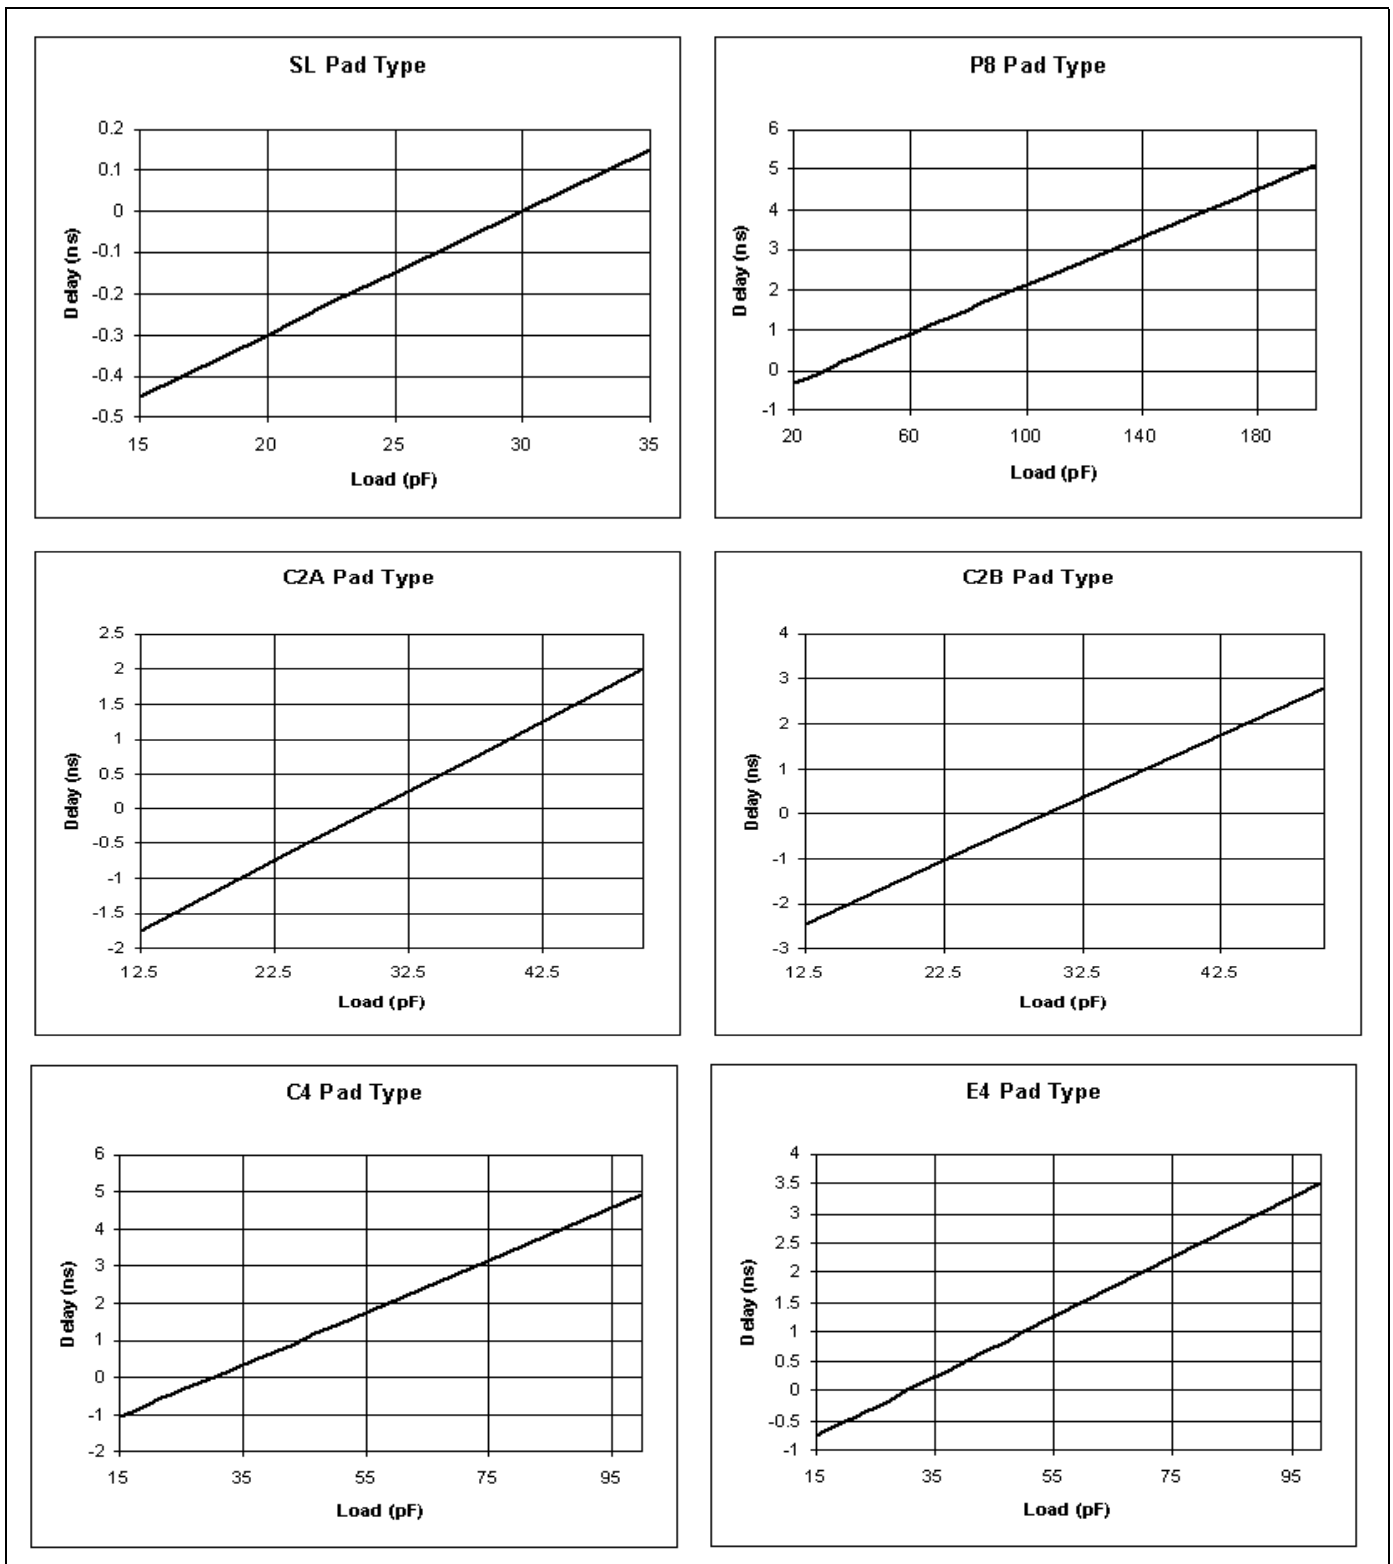 SL Pad Type
0.2
0.1
0
-0.1
-0.2
-0.3
-0.4
-0.5
Delay (ns)
15 20 25 30 35
Load (pF)
P8 Pad Type
6
5
4
3
2
1
0
-1
Delay (ns)
20 60 100 140 180
Load (pF)
C2A Pad Type
2.5
2
1.5
1
0.5
0
-0.5
-1
-1.5
-2
Delay (ns)
12.5 22.5 32.5 42.5
Load (pF)
C2B Pad Type
4
3
2
1
0
-1
-2
-3
Delay (ns)
12.5 22.5 32.5 42.5
Load (pF)
C4 Pad Type
6
5
4
3
2
1
0
-1
-2
Delay (ns)
15 35 55 75 95
Load (pF)
E4 Pad Type
4
3.5
3
2.5
2
1.5
1
0.5
0
-0.5
-1
Delay (ns)
15 35 55 75 95
Load (pF)